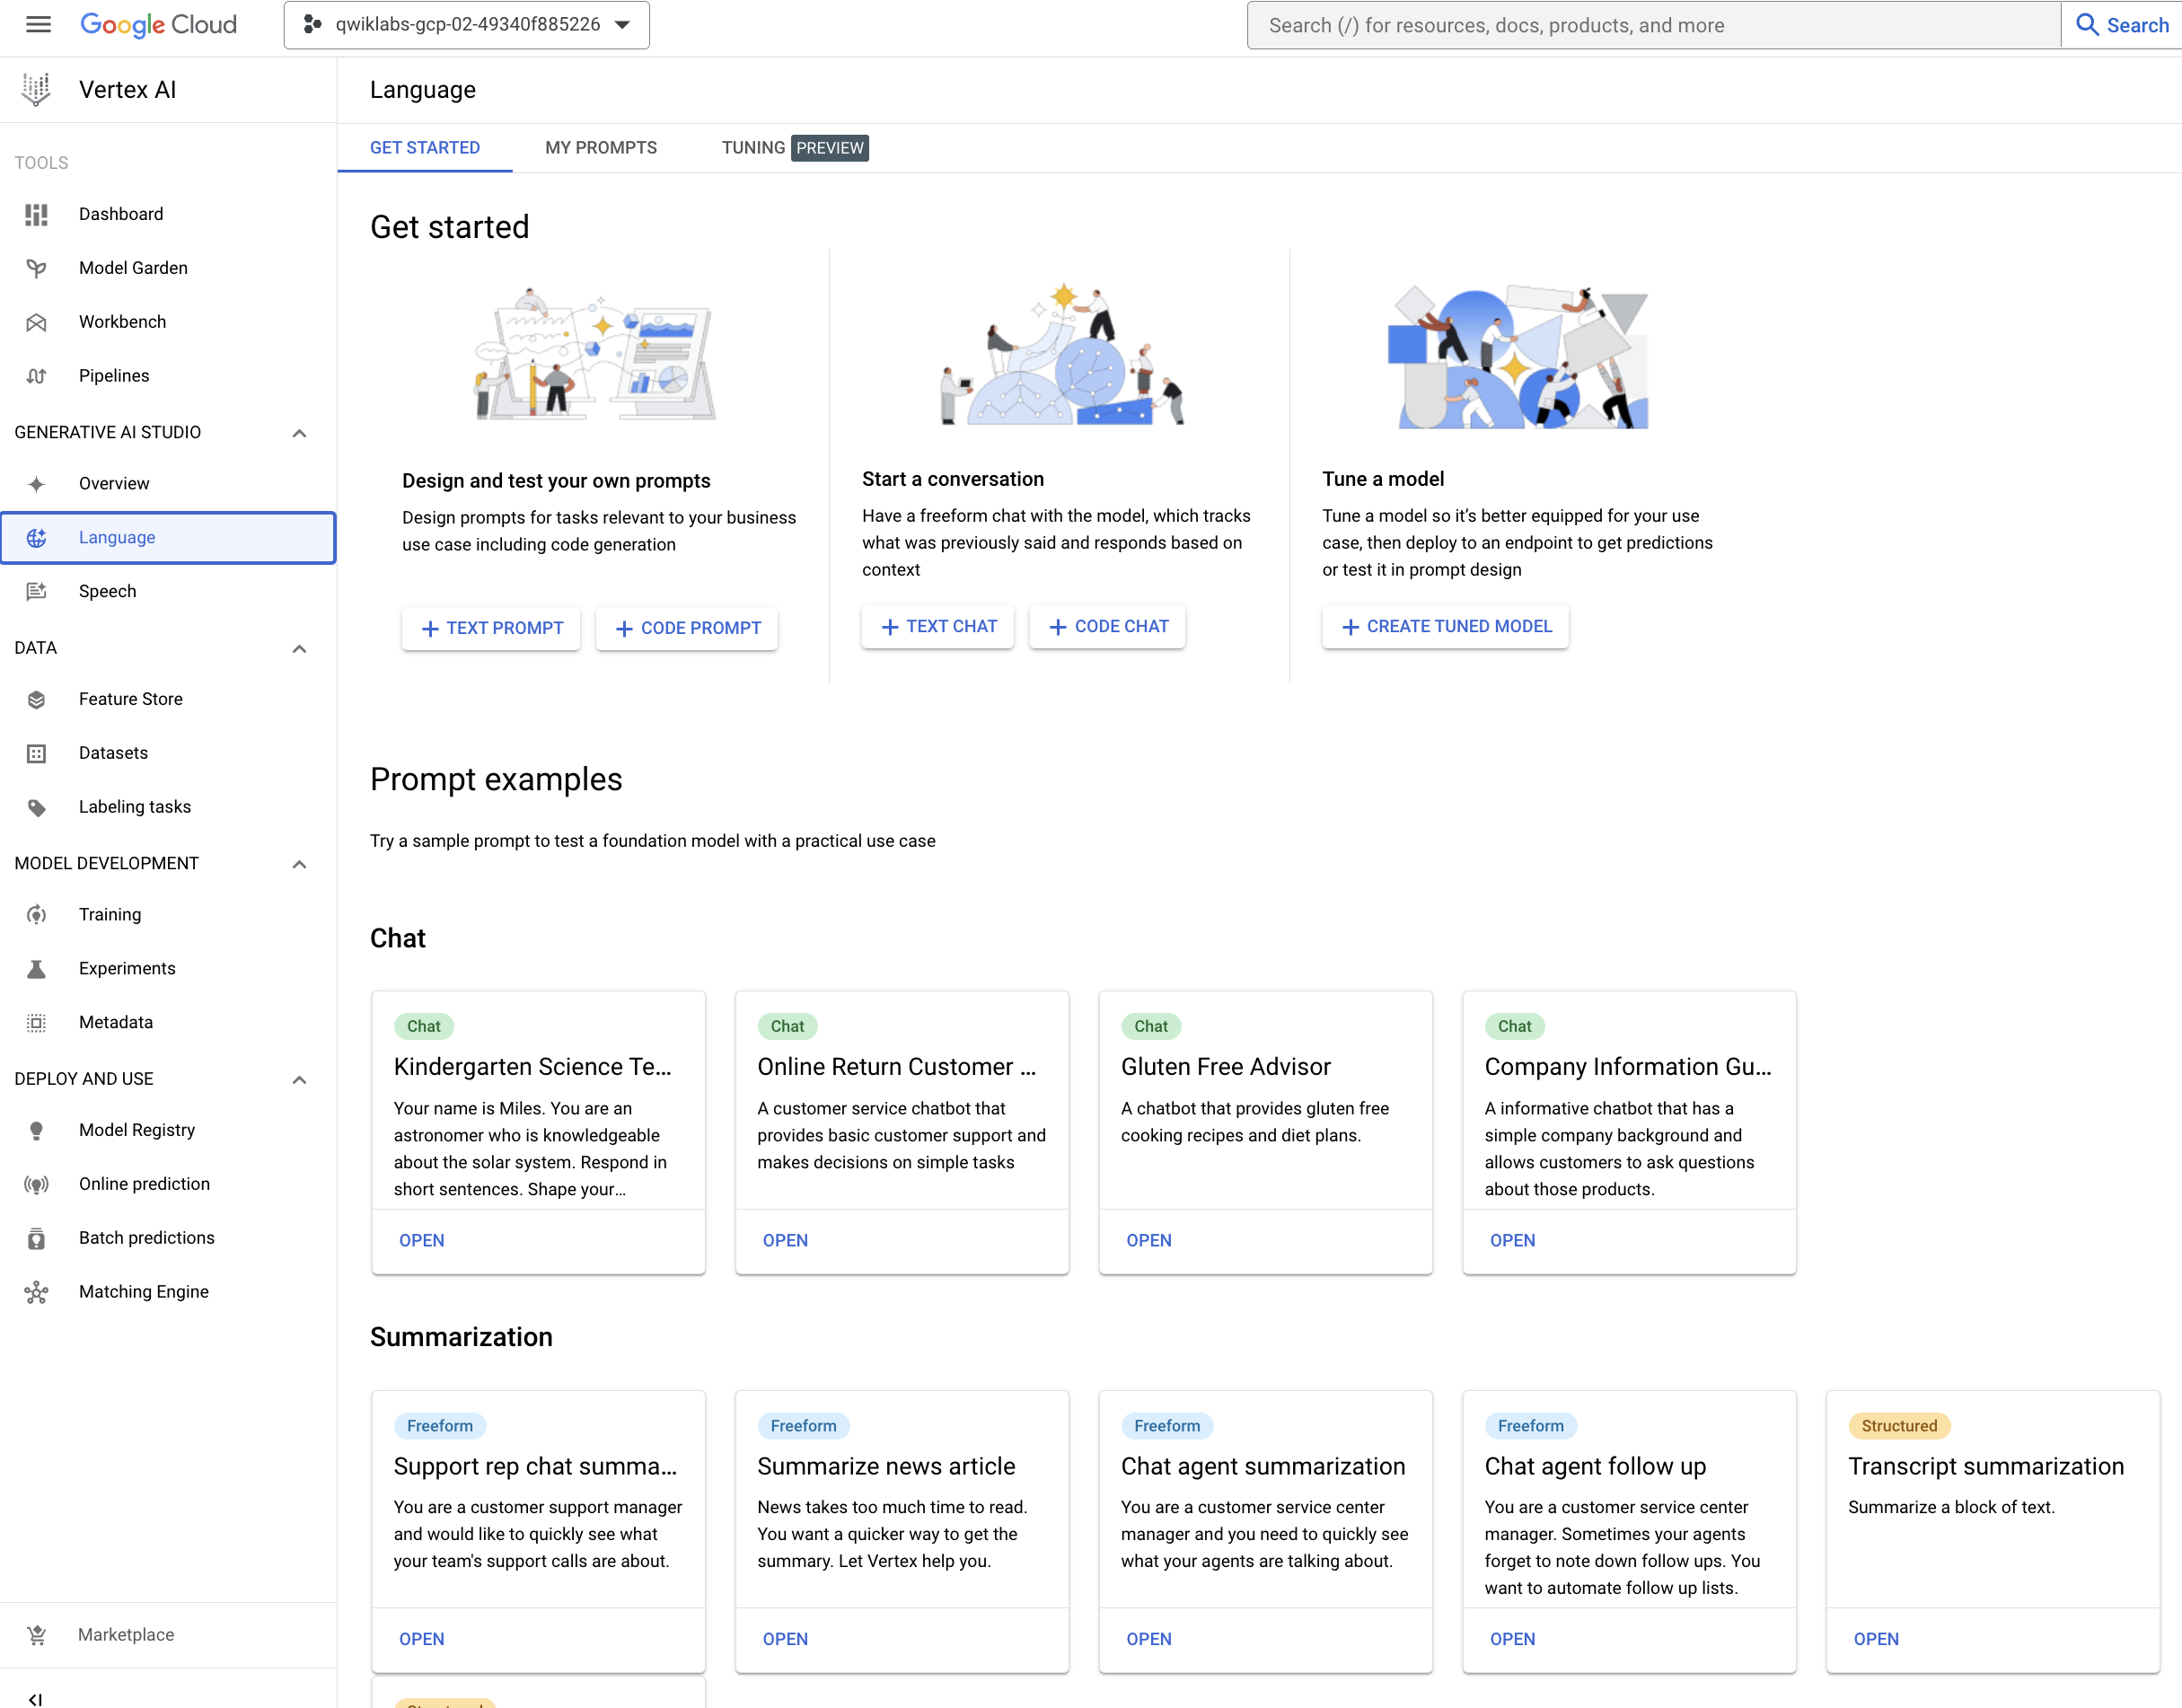 Google Cloud
qwiklabs-gcp-02-49340f885226
Search (/) for resources, docs, products, and more
Search
Vertex AI
TOOLS
Dashboard
Model Garden
Workbench
Pipelines
GENERATIVE AI STUDIO
Overview
Language
Speech
DATA
Feature Store
Datasets
Labeling tasks
MODEL DEVELOPMENT
Training
Experiments
Metadata
DEPLOY AND USE
Model Registry
Online prediction
Batch predictions
Matching Engine
Marketplace
Language
GET STARTED
MY PROMPTS
TUNING PREVIEW
Get started
Design and test your own prompts
Design prompts for tasks relevant to your business
use case including code generation
TEXT PROMPT
CODE PROMPT
Start a conversation
Have a freeform chat with the model, which tracks
what was previously said and responds based on
context
TEXT CHAT
CODE CHAT
Tune a model
Tune a model so it’s better equipped for your use
case, then deploy to an endpoint to get predictions
or test it in prompt design
CREATE TUNED MODEL
Prompt examples
Try a sample prompt to test a foundation model with a practical use case
Chat
Chat
Kindergarten Science Te...
Your name is Miles. You are an
astronomer who is knowledgeable
about the solar system. Respond in
short sentences. Shape your...
OPEN
Chat
Online Return Customer ...
A customer service chatbot that
provides basic customer support and
makes decisions on simple tasks
OPEN
Chat
Gluten Free Advisor
A chatbot that provides gluten free
cooking recipes and diet plans.
OPEN
Chat
Company Information Gu...
A informative chatbot that has a
simple company background and
allows customers to ask questions
about those products.
OPEN
Summarization
Freeform
Support rep chat summa...
You are a customer support manager
and would like to quickly see what
your team's support calls are about.
OPEN
Freeform
Summarize news article
News takes too much time to read.
You want a quicker way to get the
summary. Let Vertex help you.
OPEN
Freeform
Chat agent summarization
You are a customer service center
manager and you need to quickly see
what your agents are talking about.
OPEN
Freeform
Chat agent follow up
You are a customer service center
manager. Sometimes your agents
forget to note down follow ups. You
want to automate follow up lists.
OPEN
Structured
Transcript summarization
Summarize a block of text.
OPEN